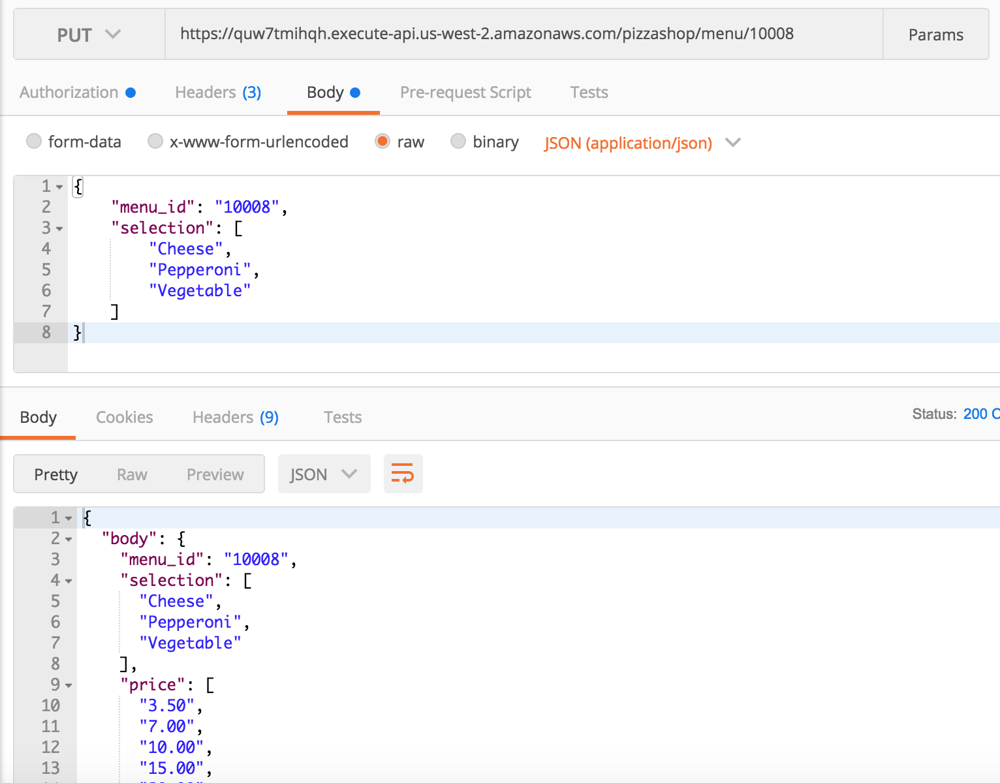 PUT https://quw7tmihqh.execute-api.us-west-2.amazonaws.com/pizzashop/menu/10008 Params
Authorization Headers (3) Body Pre-request Script Tests
form-data x-www-form-urlencoded raw binary JSON (application/json)
1 {
2 "menu_id": "10008",
3 "selection": [
4 "Cheese",
5 "Pepperoni",
6 "Vegetable"
7 ]
8 }
Body Cookies Headers (9) Tests Status: 200
Pretty Raw Preview JSON
1 {
2 "body": {
3 "menu_id": "10008",
4 "selection": [
5 "Cheese",
6 "Pepperoni",
7 "Vegetable"
8 ],
9 "price": [
10 "3.50",
11 "7.00",
12 "10.00",
13 "15.00",